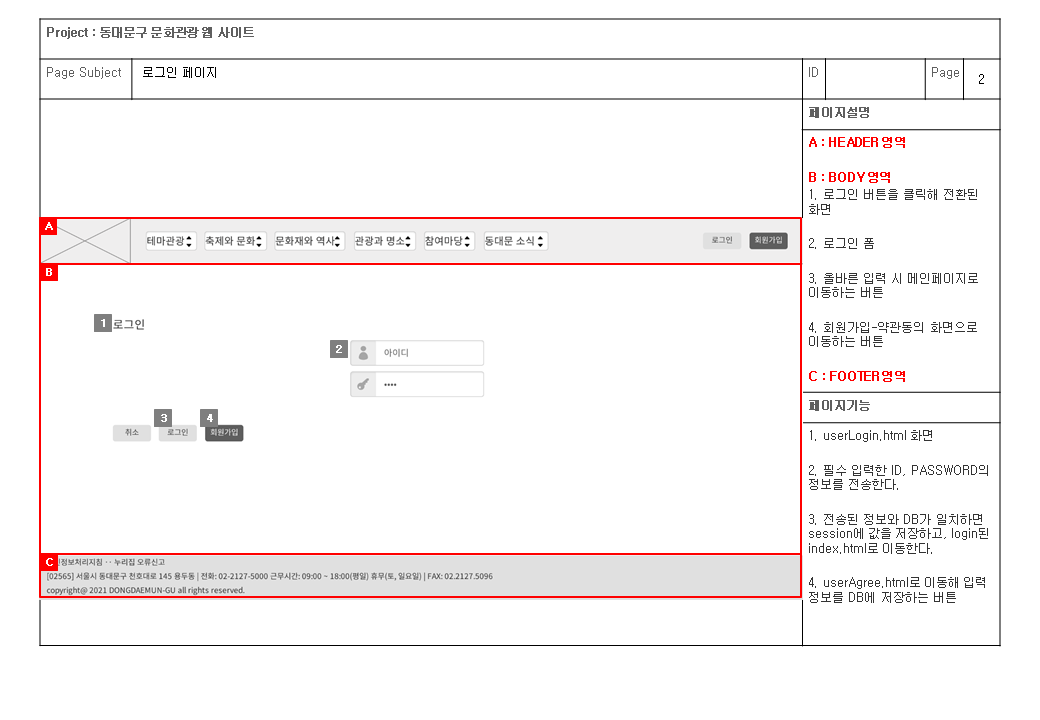 Project : 동대문구 문화관광 웹 사이트
Page Subject 로그인 페이지 ID Page 2
페이지설명
A : HEADER 영역
B : BODY 영역
1. 로그인 버튼을 클릭해 전환된
화면
2. 로그인 폼
3. 올바른 입력 시 메인페이지로
이동하는 버튼
4. 회원가입-약관동의 화면으로
이동하는 버튼
C : FOOTER 영역
페이지기능
1. userLogin.html 화면
2. 필수 입력한 ID, PASSWORD의
정보를 전송한다.
3. 전송된 정보와 DB가 일치하면
session에 값을 저장하고, login된
index.html로 이동한다.
4. userAgree.html로 이동해 입력
정보를 DB에 저장하는 버튼
A
테마관광 축제와 문화 문화재와 역사 관광과 명소 참여마당 동대문 소식 로그인 회원가입
B
1 로그인
2 아이디
••••
3 4
취소 로그인 회원가입
C
인정보처리지침 ·· 누리집 오류신고
[02565] 서울시 동대문구 천호대로 145 용두동 | 전화: 02-2127-5000 근무시간: 09:00 ~ 18:00(평일) 휴무(토, 일요일) | FAX: 02.2127.5096
copyright@ 2021 DONGDAEMUN-GU all rights reserved.